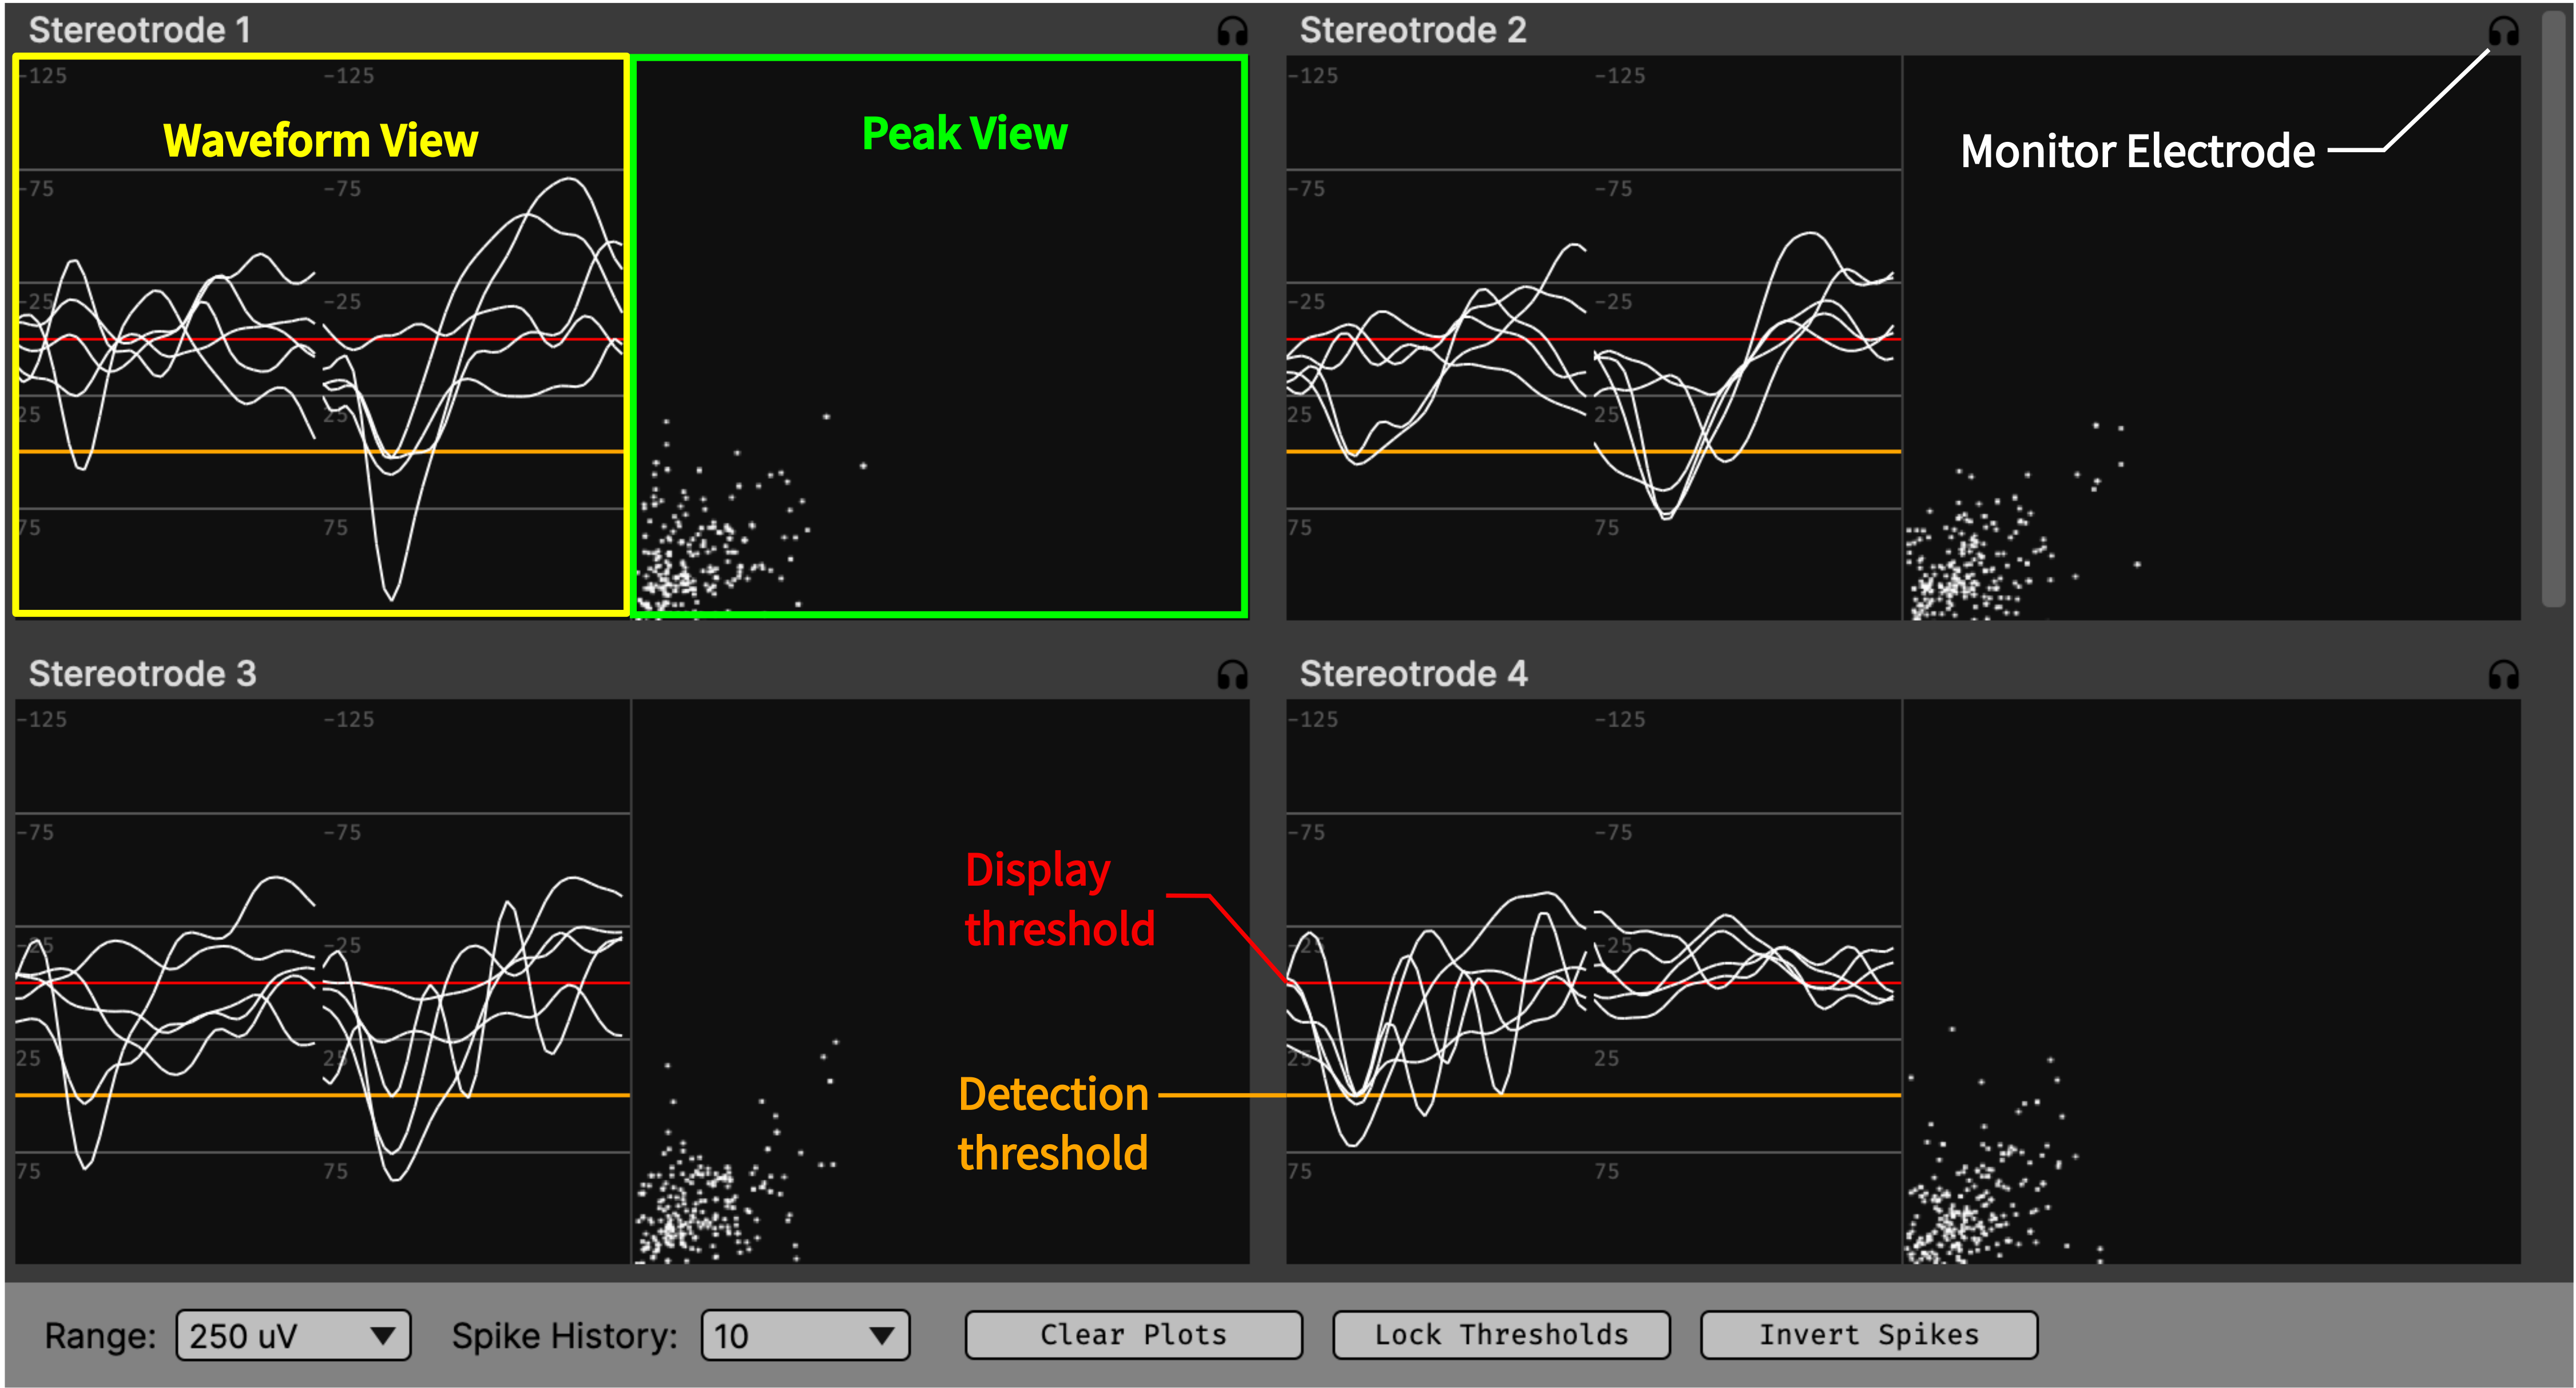 Stereotrode 1
Stereotrode 2
-125
-125
-125
-125
Waveform View
Peak View
Monitor Electrode
-75
-75
-75
-75
-25
-25
-25
-25
25
25
25
25
75
75
75
75
Stereotrode 3
Stereotrode 4
-125
-125
-125
-125
-75
-75
-75
-75
Display
threshold
-25
-25
-25
-25
25
25
25
25
Detection
threshold
75
75
75
75
Range:
250 uV
Spike History:
10
Clear Plots
Lock Thresholds
Invert Spikes